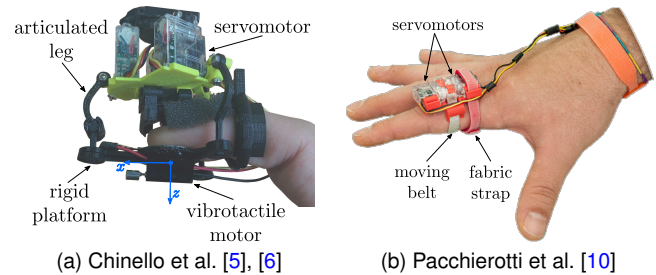 articulated
leg
servomotor
x
z
rigid
platform
vibrotactile
motor
(a) Chinello et al. [5], [6]
servomotors
moving
belt
fabric
strap
(b) Pacchierotti et al. [10]